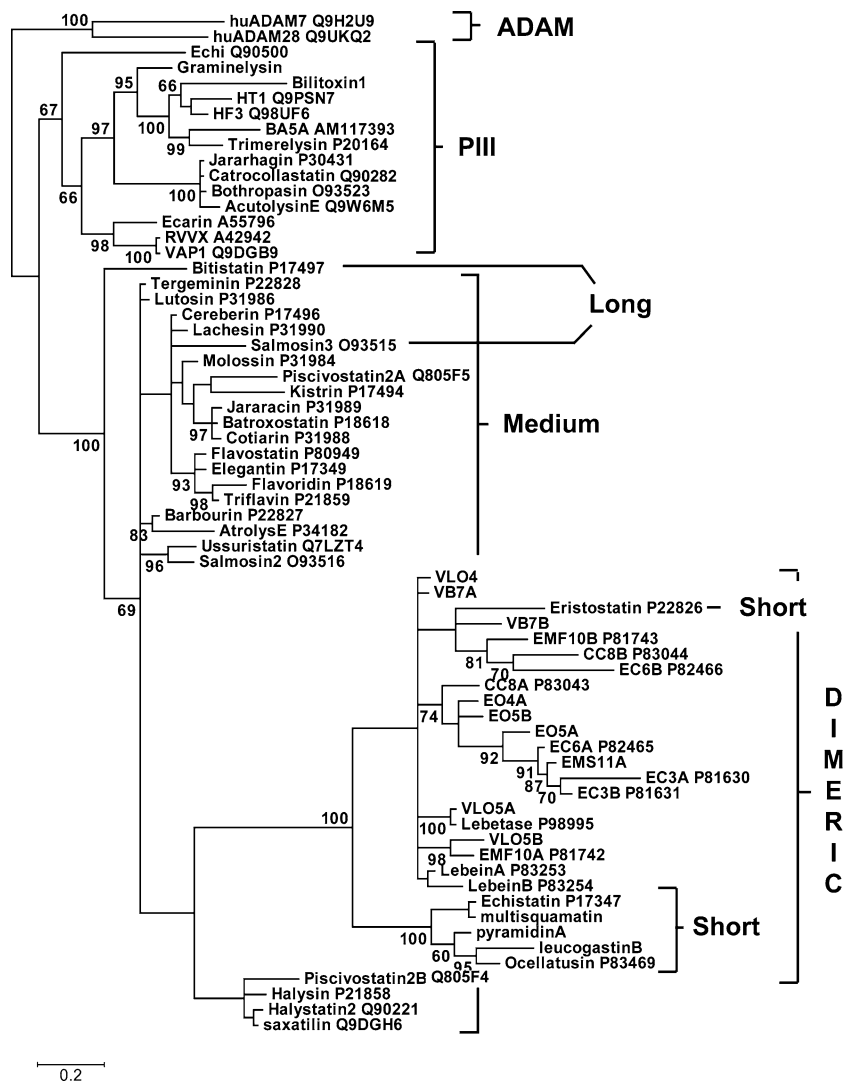 huADAM7 Q9H2U9
100
ADAM
huADAM28 Q9UKQ2
Echi Q90500
Graminelysin
95
66
Bilitoxin1
HT1 Q9PSN7
67
HF3 Q98UF6
97
100
BA5A AM117393
99
Trimerelysin P20164
PIII
Jararhagin P30431
Catrocollastatin Q90282
100
Bothropasin O93523
66
AcutolysinE Q9W6M5
Ecarin A55796
98
RVVX A42942
100
VAP1 Q9DGB9
Bitistatin P17497
Tergeminin P22828
Lutosin P31986
Long
Cereberin P17496
Lachesin P31990
Salmosin3 O93515
Molossin P31984
Piscivostatin2A Q805F5
Kistrin P17494
Jararacin P31989
Batroxostatin P18618
Medium
97
Cotiarin P31988
100
Flavostatin P80949
Elegantin P17349
93
Flavoridin P18619
98
Triflavin P21859
Barbourin P22827
83
AtrolysE P34182
Ussuristatin Q7LZT4
96
Salmosin2 O93516
VLO4
VB7A
69
Eristostatin P22826
Short
VB7B
EMF10B P81743
81
CC8B P83044
70
EC6B P82466
CC8A P83043
EO4A
74
EO5B
EO5A
92
EC6A P82465
91
EMS11A
87
EC3A P81630
70
EC3B P81631
DIMERIC
VLO5A
100
100
Lebetase P98995
VLO5B
98
EMF10A P81742
LebeinA P83253
LebeinB P83254
Echistatin P17347
multisquamatin
Short
100
pyramidinA
60
leucogastinB
95
Ocellatusin P83469
Piscivostatin2B Q805F4
Halysin P21858
Halystatin2 Q90221
saxatilin Q9DGH6
0.2